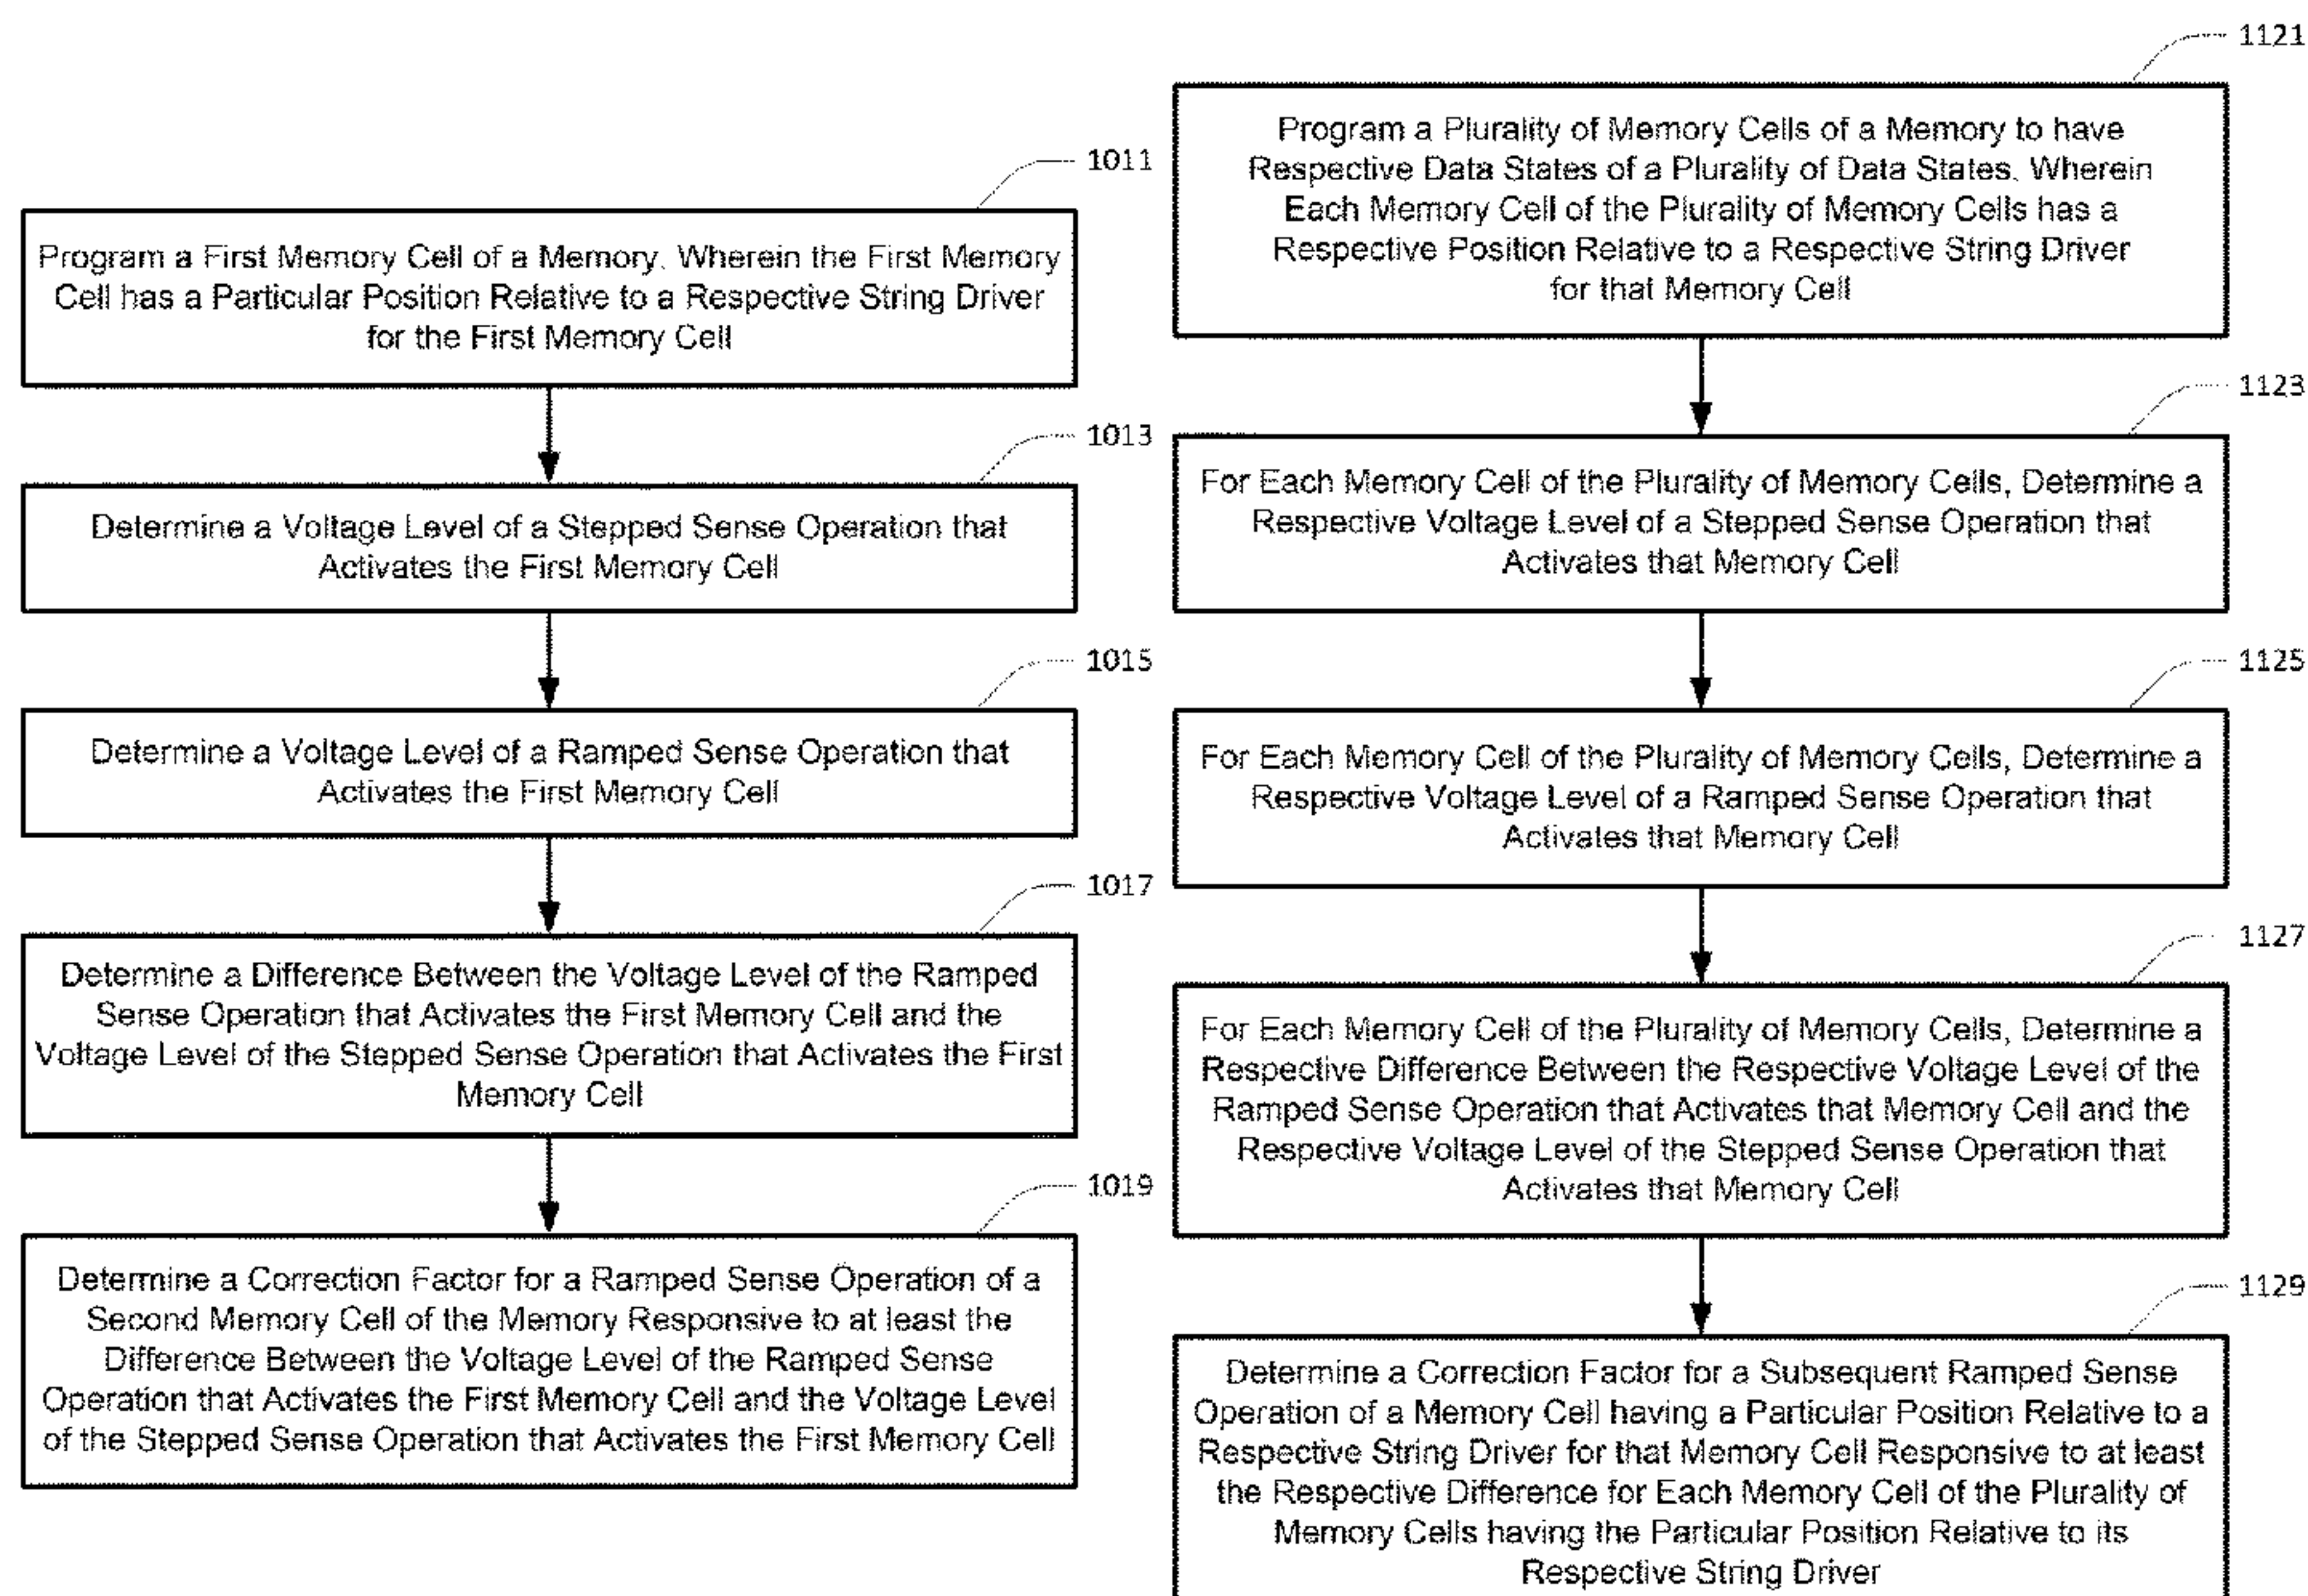 1011
Program a First Memory Cell of a Memory, Wherein the First Memory
Cell has a Particular Position Relative to a Respective String Driver
for the First Memory Cell
1013
Determine a Voltage Level of a Stepped Sense Operation that
Activates the First Memory Cell
1015
Determine a Voltage Level of a Ramped Sense Operation that
Activates the First Memory Cell
1017
Determine a Difference Between the Voltage Level of the Ramped
Sense Operation that Activates the First Memory Cell and the
Voltage Level of the Stepped Sense Operation that Activates the First
Memory Cell
1019
Determine a Correction Factor for a Ramped Sense Operation of a
Second Memory Cell of the Memory Responsive to at least the
Difference Between the Voltage Level of the Ramped Sense
Operation that Activates the First Memory Cell and the Voltage Level
of the Stepped Sense Operation that Activates the First Memory Cell
1121
Program a Plurality of Memory Cells of a Memory to have
Respective Data States of a Plurality of Data States, Wherein
Each Memory Cell of the Plurality of Memory Cells has a
Respective Position Relative to a Respective String Driver
for that Memory Cell
1123
For Each Memory Cell of the Plurality of Memory Cells, Determine a
Respective Voltage Level of a Stepped Sense Operation that
Activates that Memory Cell
1125
For Each Memory Cell of the Plurality of Memory Cells, Determine a
Respective Voltage Level of a Ramped Sense Operation that
Activates that Memory Cell
1127
For Each Memory Cell of the Plurality of Memory Cells, Determine a
Respective Difference Between the Respective Voltage Level of the
Ramped Sense Operation that Activates that Memory Cell and the
Respective Voltage Level of the Stepped Sense Operation that
Activates that Memory Cell
1129
Determine a Correction Factor for a Subsequent Ramped Sense
Operation of a Memory Cell having a Particular Position Relative to a
Respective String Driver for that Memory Cell Responsive to at least
the Respective Difference for Each Memory Cell of the Plurality of
Memory Cells having the Particular Position Relative to its
Respective String Driver